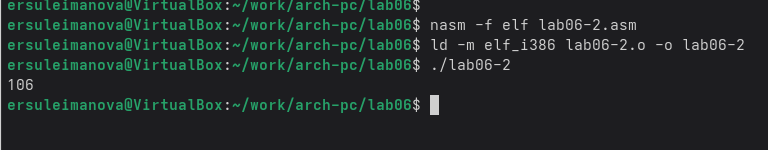 ersuleimanova@VirtualBox:~/work/arch-pc/lab06$
ersuleimanova@VirtualBox:~/work/arch-pc/lab06$ nasm -f elf lab06-2.asm
ersuleimanova@VirtualBox:~/work/arch-pc/lab06$ ld -m elf_i386 lab06-2.o -o lab06-2
ersuleimanova@VirtualBox:~/work/arch-pc/lab06$ ./lab06-2
106
ersuleimanova@VirtualBox:~/work/arch-pc/lab06$